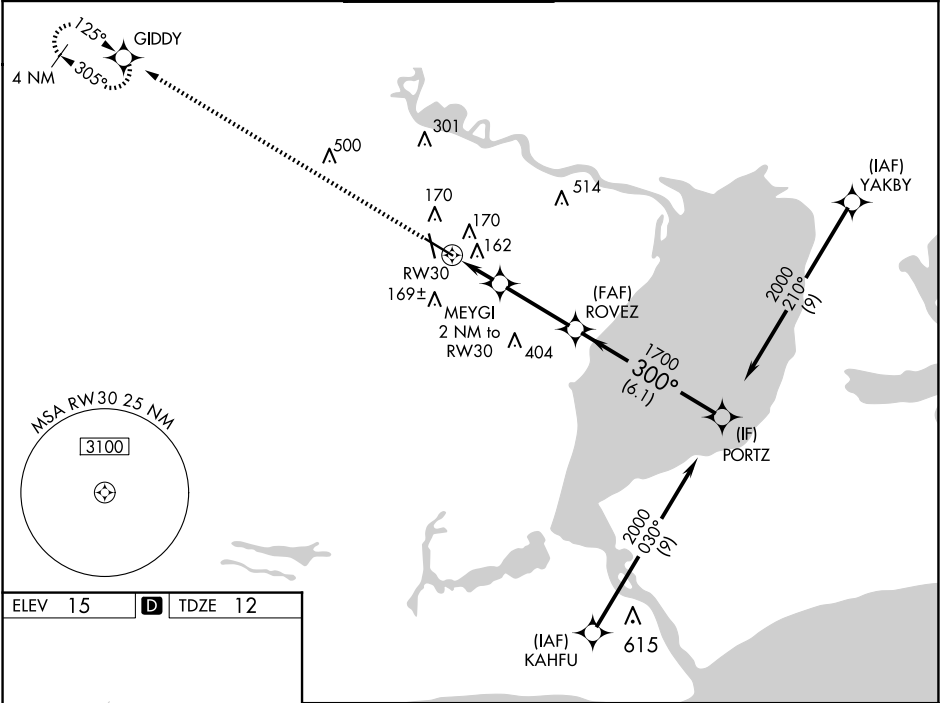 125°
GIDDY
4 NM
305°
500
301
514
(IAF)
YAKBY
170
170
162
RW30
169±
MEYGI
2 NM to
RW30
(FAF)
ROVEZ
404
2000
210°
(9)
1700
300°
(6.1)
(IF)
PORTZ
MSA RW30 25 NM
3100
2000
030°
(9)
ELEV 15 D TDZE 12
(IAF)
KAHFU
615